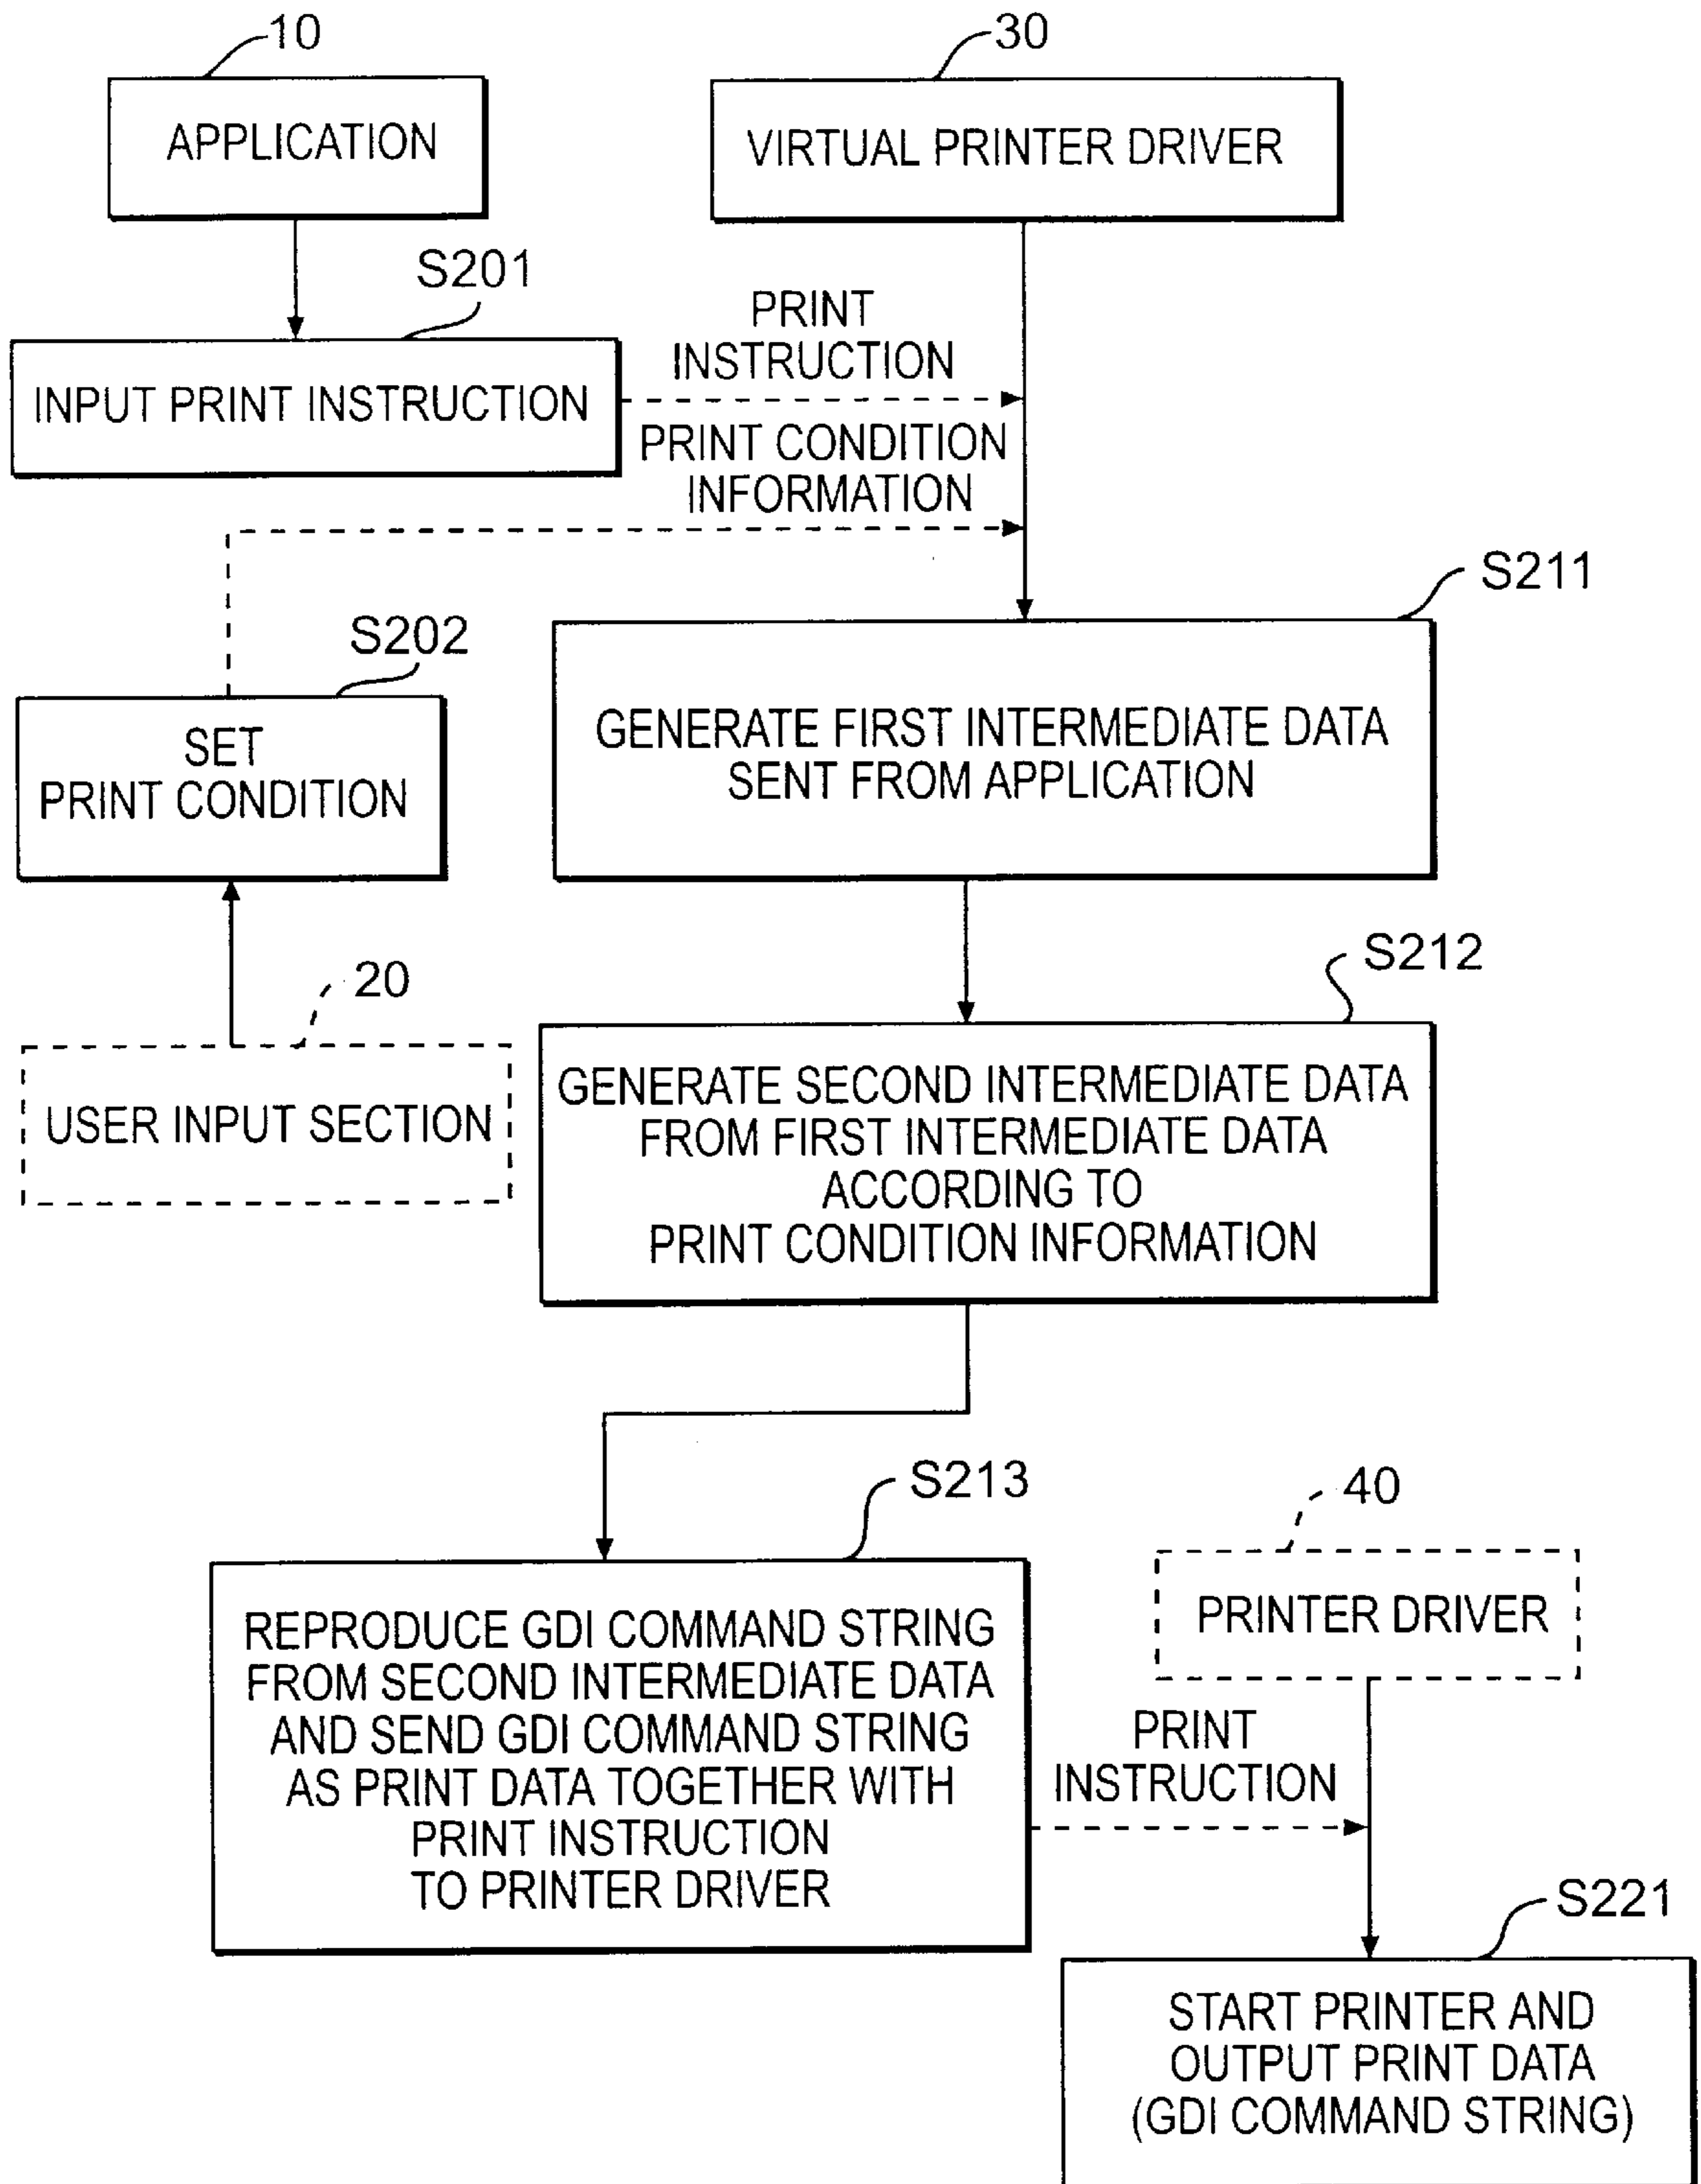 10
30
APPLICATION
VIRTUAL PRINTER DRIVER
S201
PRINT
INSTRUCTION
INPUT PRINT INSTRUCTION
PRINT CONDITION
INFORMATION
S211
S202
SET
PRINT CONDITION
GENERATE FIRST INTERMEDIATE DATA
SENT FROM APPLICATION
S212
20
USER INPUT SECTION
GENERATE SECOND INTERMEDIATE DATA
FROM FIRST INTERMEDIATE DATA
ACCORDING TO
PRINT CONDITION INFORMATION
S213
40
REPRODUCE GDI COMMAND STRING
FROM SECOND INTERMEDIATE DATA
AND SEND GDI COMMAND STRING
AS PRINT DATA TOGETHER WITH
PRINT INSTRUCTION
TO PRINTER DRIVER
PRINTER DRIVER
PRINT
INSTRUCTION
S221
START PRINTER AND
OUTPUT PRINT DATA
(GDI COMMAND STRING)